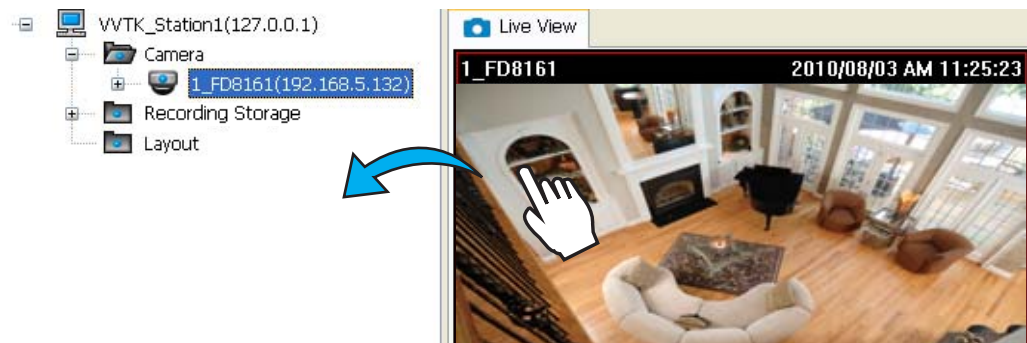 VVTK_Station1(127.0.0.1)
Camera
1_FD8161(192.168.5.132)
Recording Storage
Layout
Live View
1_FD8161 2010/08/03 AM 11:25:23